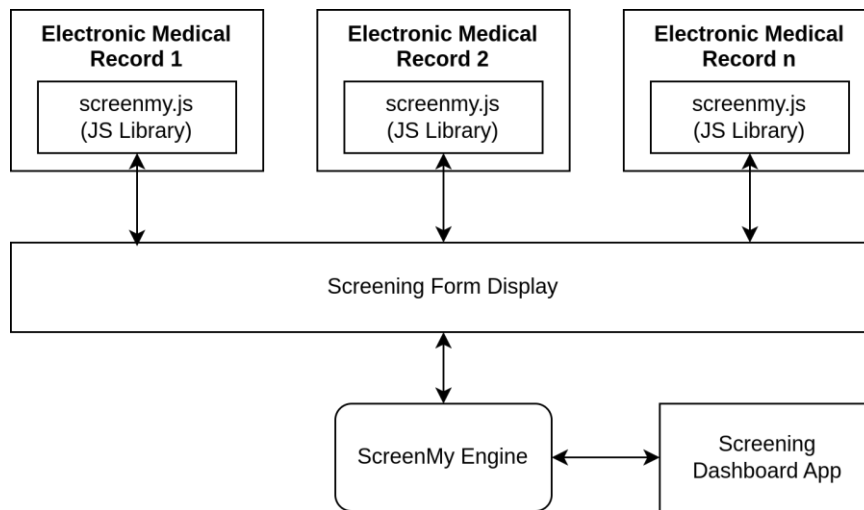 Electronic Medical
Record 1
screenmy.js
(JS Library)
Electronic Medical
Record 2
screenmy.js
(JS Library)
Electronic Medical
Record n
screenmy.js
(JS Library)
Screening Form Display
ScreenMy Engine
Screening
Dashboard App